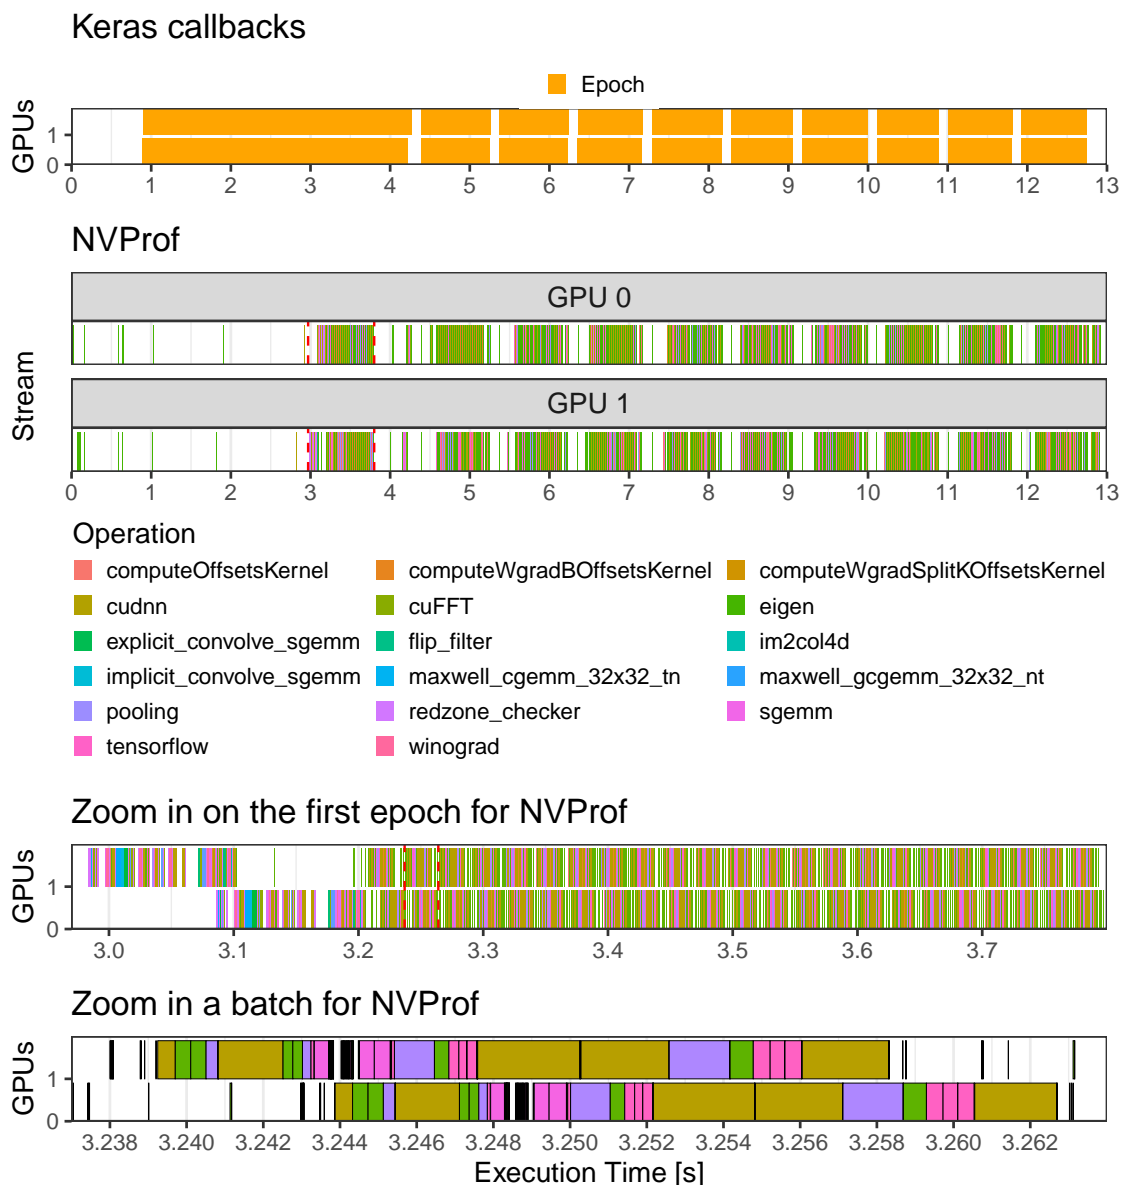 Keras callbacks
Epoch
GPUs
1
0
0 1 2 3 4 5 6 7 8 9 10 11 12 13
NVProf
GPU 0
Stream
GPU 1
0 1 2 3 4 5 6 7 8 9 10 11 12 13
Operation
computeOffsetsKernel computeWgradBOffsetsKernel computeWgradSplitKOffsetsKernel
cudnn cuFFT eigen
explicit_convolve_sgemm flip_filter im2col4d
implicit_convolve_sgemm maxwell_cgemm_32x32_tn maxwell_gcgemm_32x32_nt
pooling redzone_checker sgemm
tensorflow winograd
Zoom in on the first epoch for NVProf
GPUs
1
0
3.0 3.1 3.2 3.3 3.4 3.5 3.6 3.7
Zoom in a batch for NVProf
GPUs
1
0
3.238 3.240 3.242 3.244 3.246 3.248 3.250 3.252 3.254 3.256 3.258 3.260 3.262
Execution Time [s]